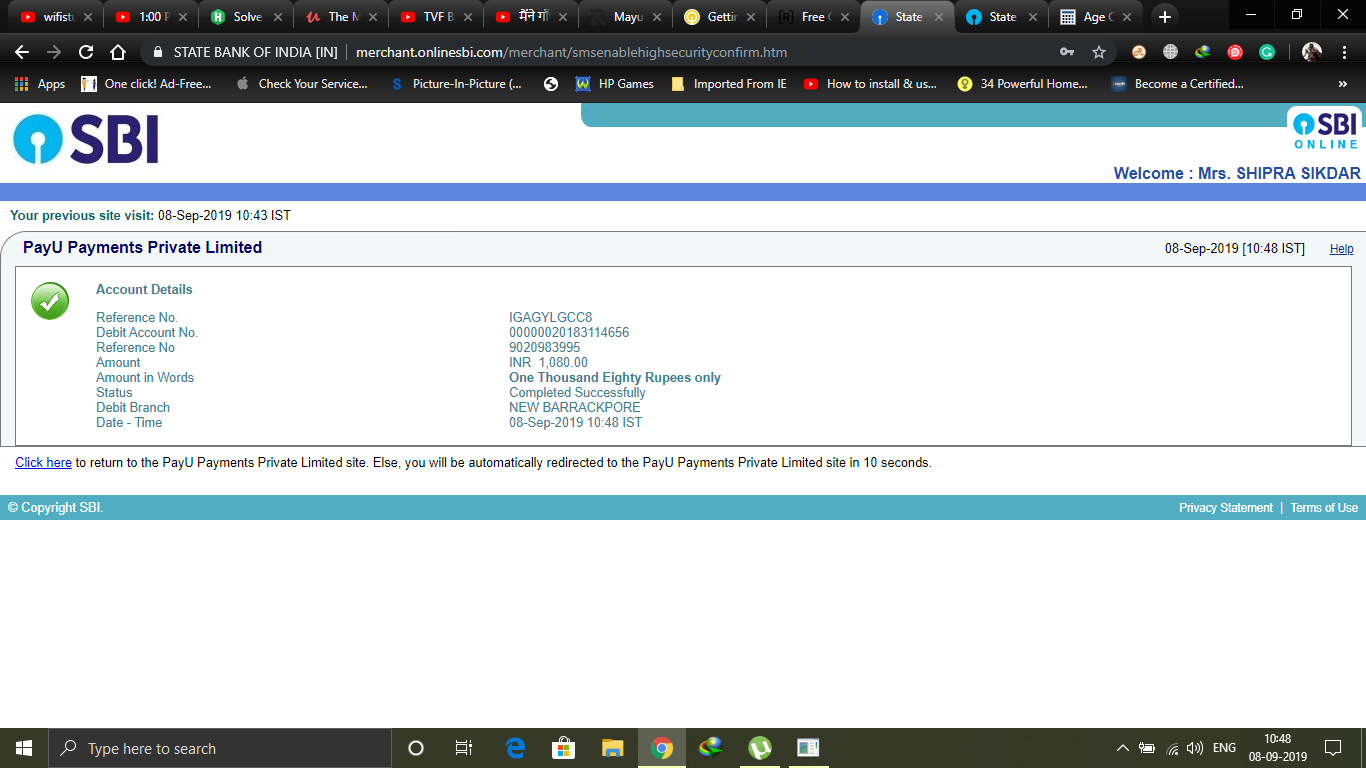 wifist
1:00 P
Solve
The M
TVF B
मैंने गाँ
Mayu
Gettin
Free
State
State
Age C
STATE BANK OF INDIA [IN] | merchant.onlinesbi.com/merchant/smsenablehighsecurityconfirm.htm
Apps
One click! Ad-Free...
Check Your Service...
Picture-In-Picture (...
HP Games
Imported From IE
How to install & us...
34 Powerful Home...
Become a Certified...
»
SBI
SBI
ONLINE
Welcome : Mrs. SHIPRA SIKDAR
Your previous site visit: 08-Sep-2019 10:43 IST
PayU Payments Private Limited 08-Sep-2019 [10:48 IST] Help
Account Details
Reference No. IGAGYLGCC8
Debit Account No. 00000020183114656
Reference No 9020983995
Amount INR 1,080.00
Amount in Words One Thousand Eighty Rupees only
Status Completed Successfully
Debit Branch NEW BARRACKPORE
Date - Time 08-Sep-2019 10:48 IST
Click here to return to the PayU Payments Private Limited site. Else, you will be automatically redirected to the PayU Payments Private Limited site in 10 seconds.
© Copyright SBI. Privacy Statement | Terms of Use
Type here to search
ENG
10:48
08-09-2019